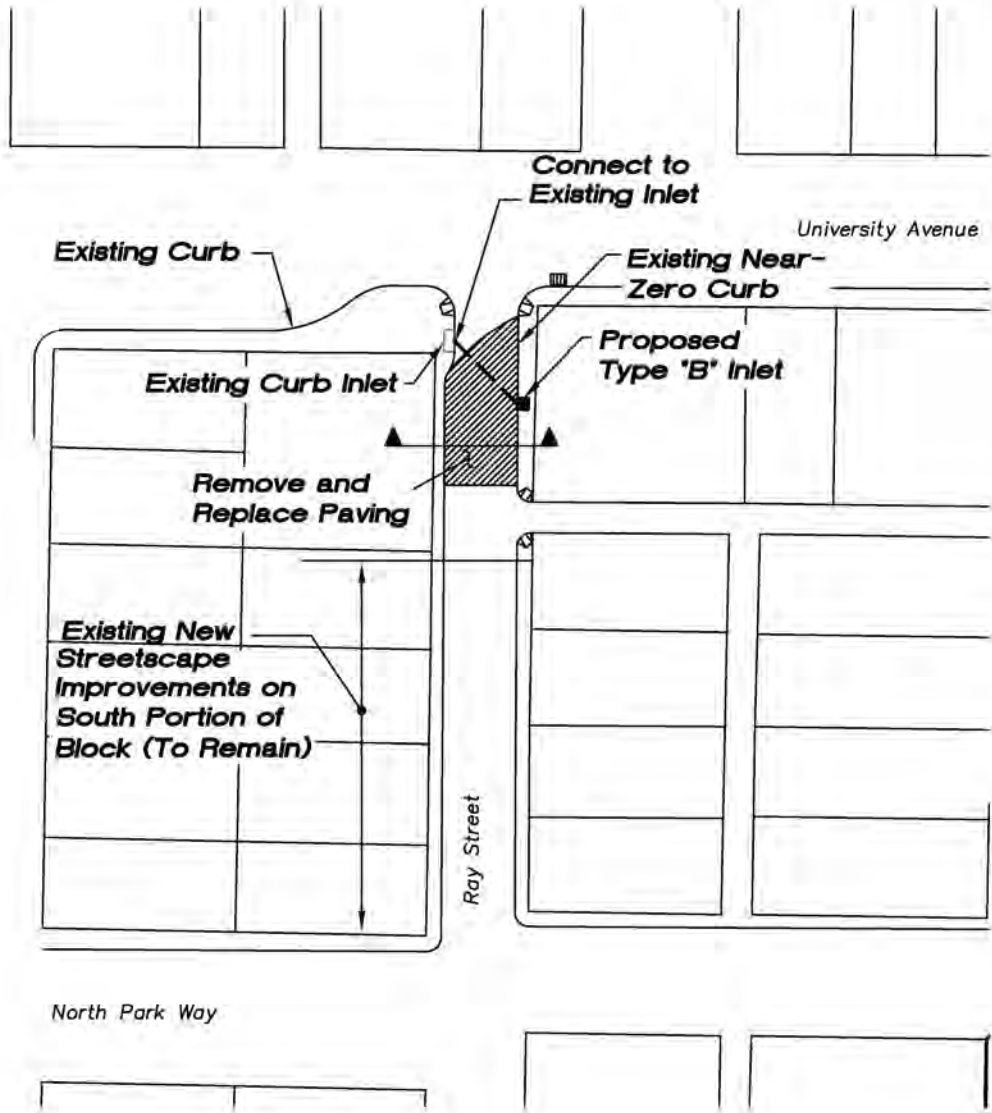 Connect to
Existing Inlet
University Avenue
Existing Curb
Existing Near-
Zero Curb
Existing Curb Inlet
Proposed
Type "B" Inlet
Remove and
Replace Paving
Existing New
Streetscape
Improvements on
South Portion of
Block (To Remain)
Ray Street
North Park Way